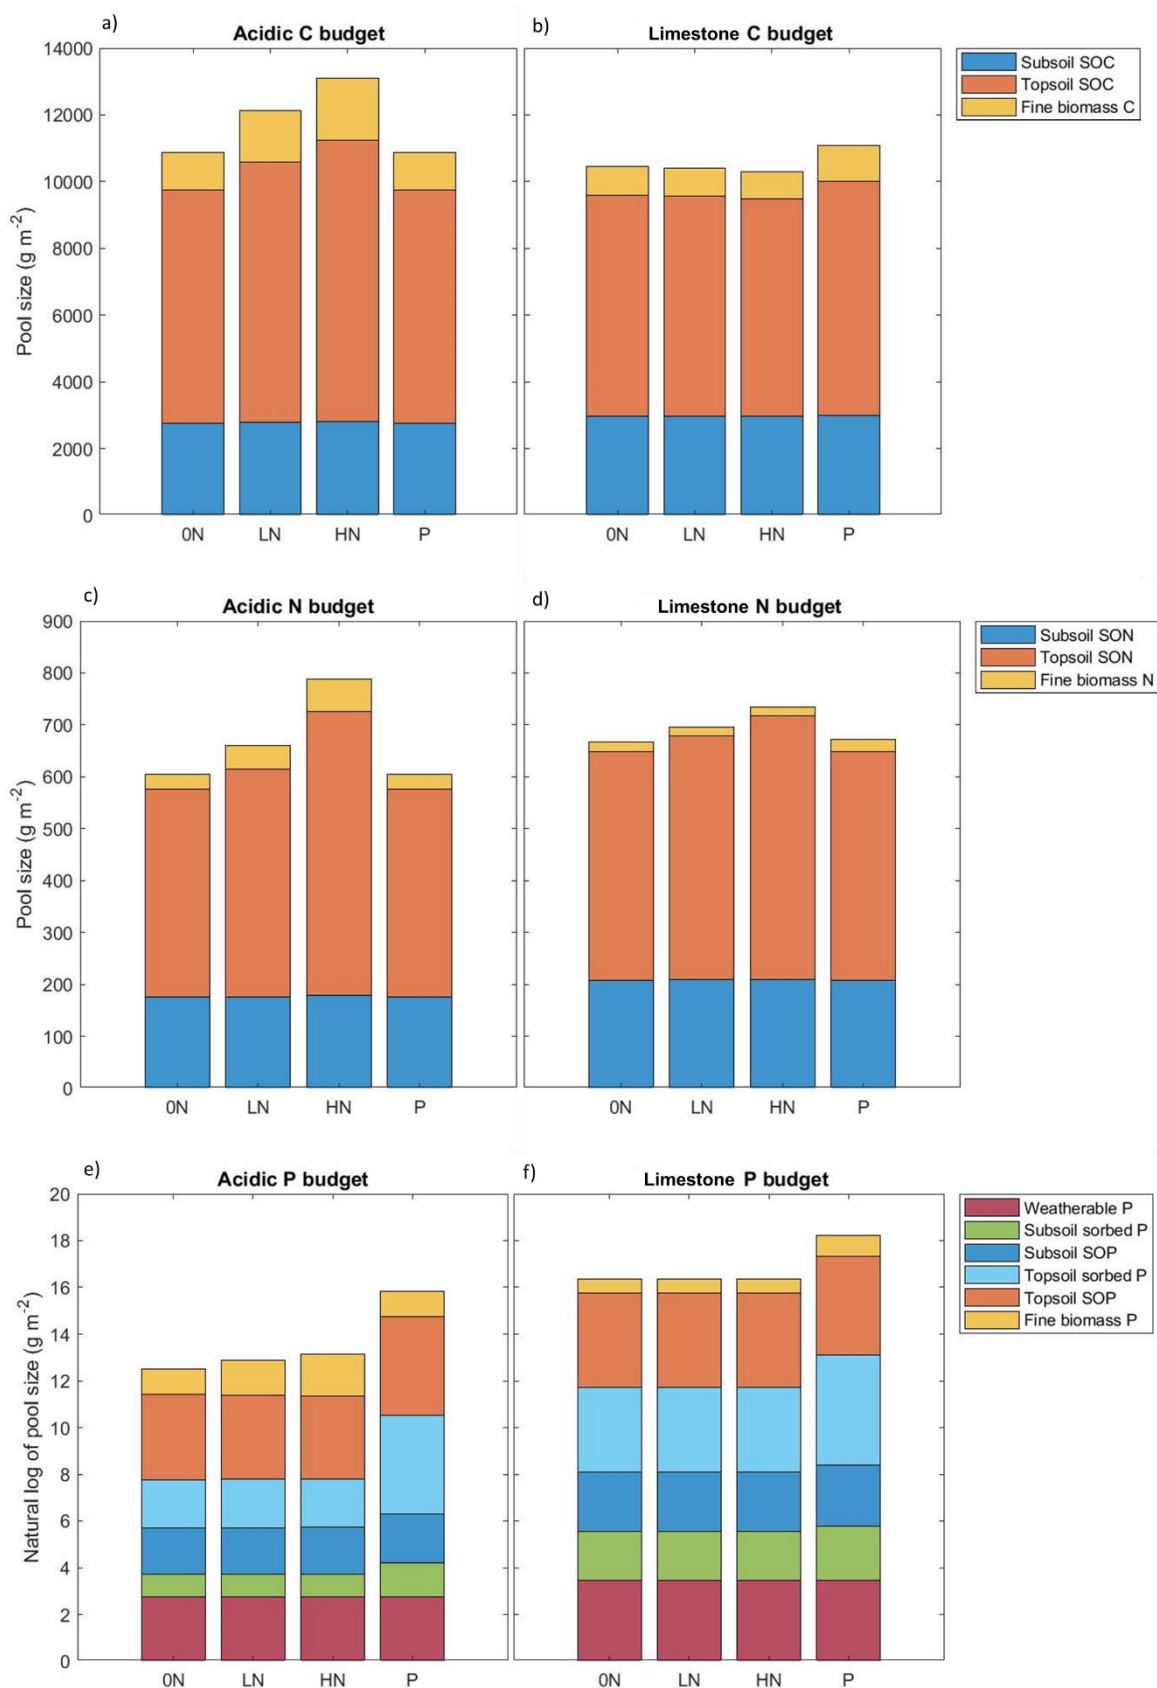 a)
Acidic C budget
b)
Limestone C budget
14000
12000
10000
8000
6000
4000
2000
0
Pool size (g m-2)
0N LN HN P
0N LN HN P
Subsoil SOC
Topsoil SOC
Fine biomass C
c)
Acidic N budget
d)
Limestone N budget
900
800
700
600
500
400
300
200
100
0
Pool size (g m-2)
0N LN HN P
0N LN HN P
Subsoil SON
Topsoil SON
Fine biomass N
e)
Acidic P budget
f)
Limestone P budget
20
18
16
14
12
10
8
6
4
2
0
Natural log of pool size (g m-2)
0N LN HN P
0N LN HN P
Weatherable P
Subsoil sorbed P
Subsoil SOP
Topsoil sorbed P
Topsoil SOP
Fine biomass P